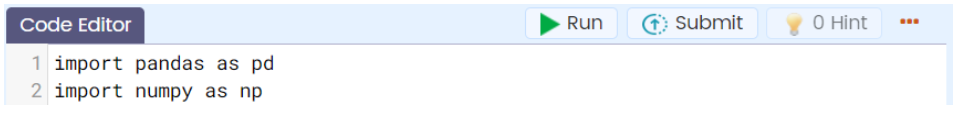 Code Editor Run Submit 0 Hint
1 import pandas as pd
2 import numpy as np